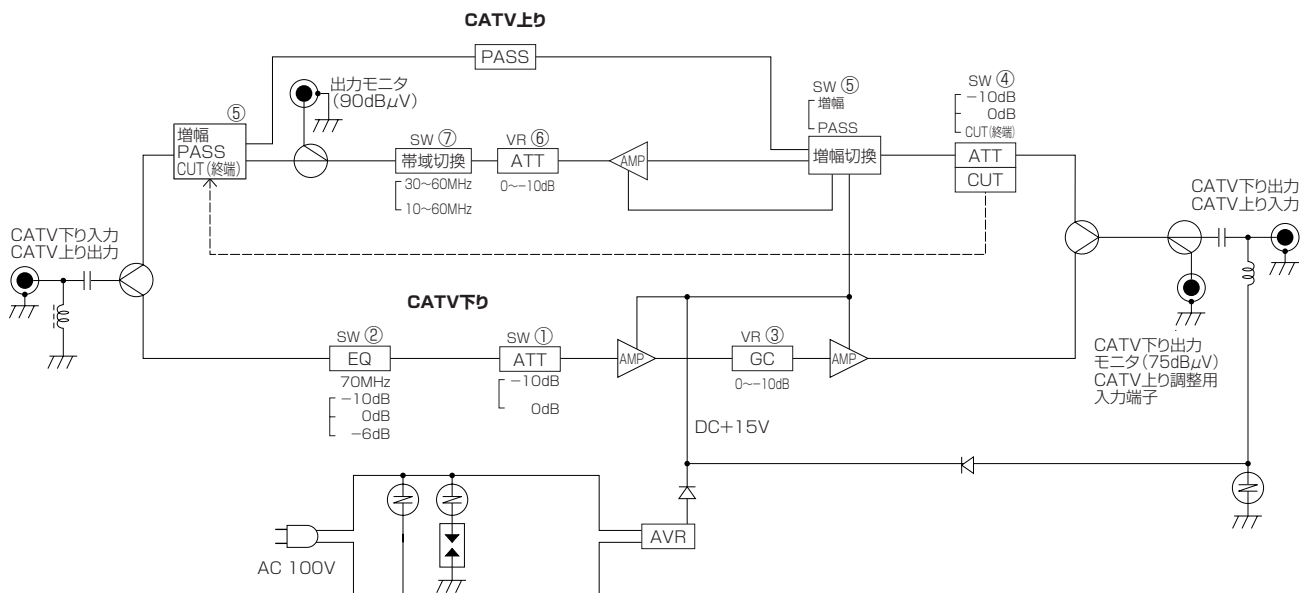 CATV上り
PASS
出力モニタ
(90dBμV)
⑤
増幅
PASS
CUT(終端)
SW ⑦
帯域切換
30~60MHz
10~60MHz
VR ⑥
ATT
0~-10dB
AMP
SW ⑤
増幅
PASS
増幅切換
SW ④
-10dB
0dB
CUT(終端)
ATT
CUT
CATV下り入力
CATV上り出力
CATV下り出力
CATV上り入力
CATV下り
SW ②
EQ
70MHz
-10dB
0dB
-6dB
SW ①
ATT
-10dB
0dB
AMP
VR ③
GC
0~-10dB
AMP
CATV下り出力
モニタ(75dBμV)
CATV上り調整用
入力端子
DC+15V
AVR
AC 100V